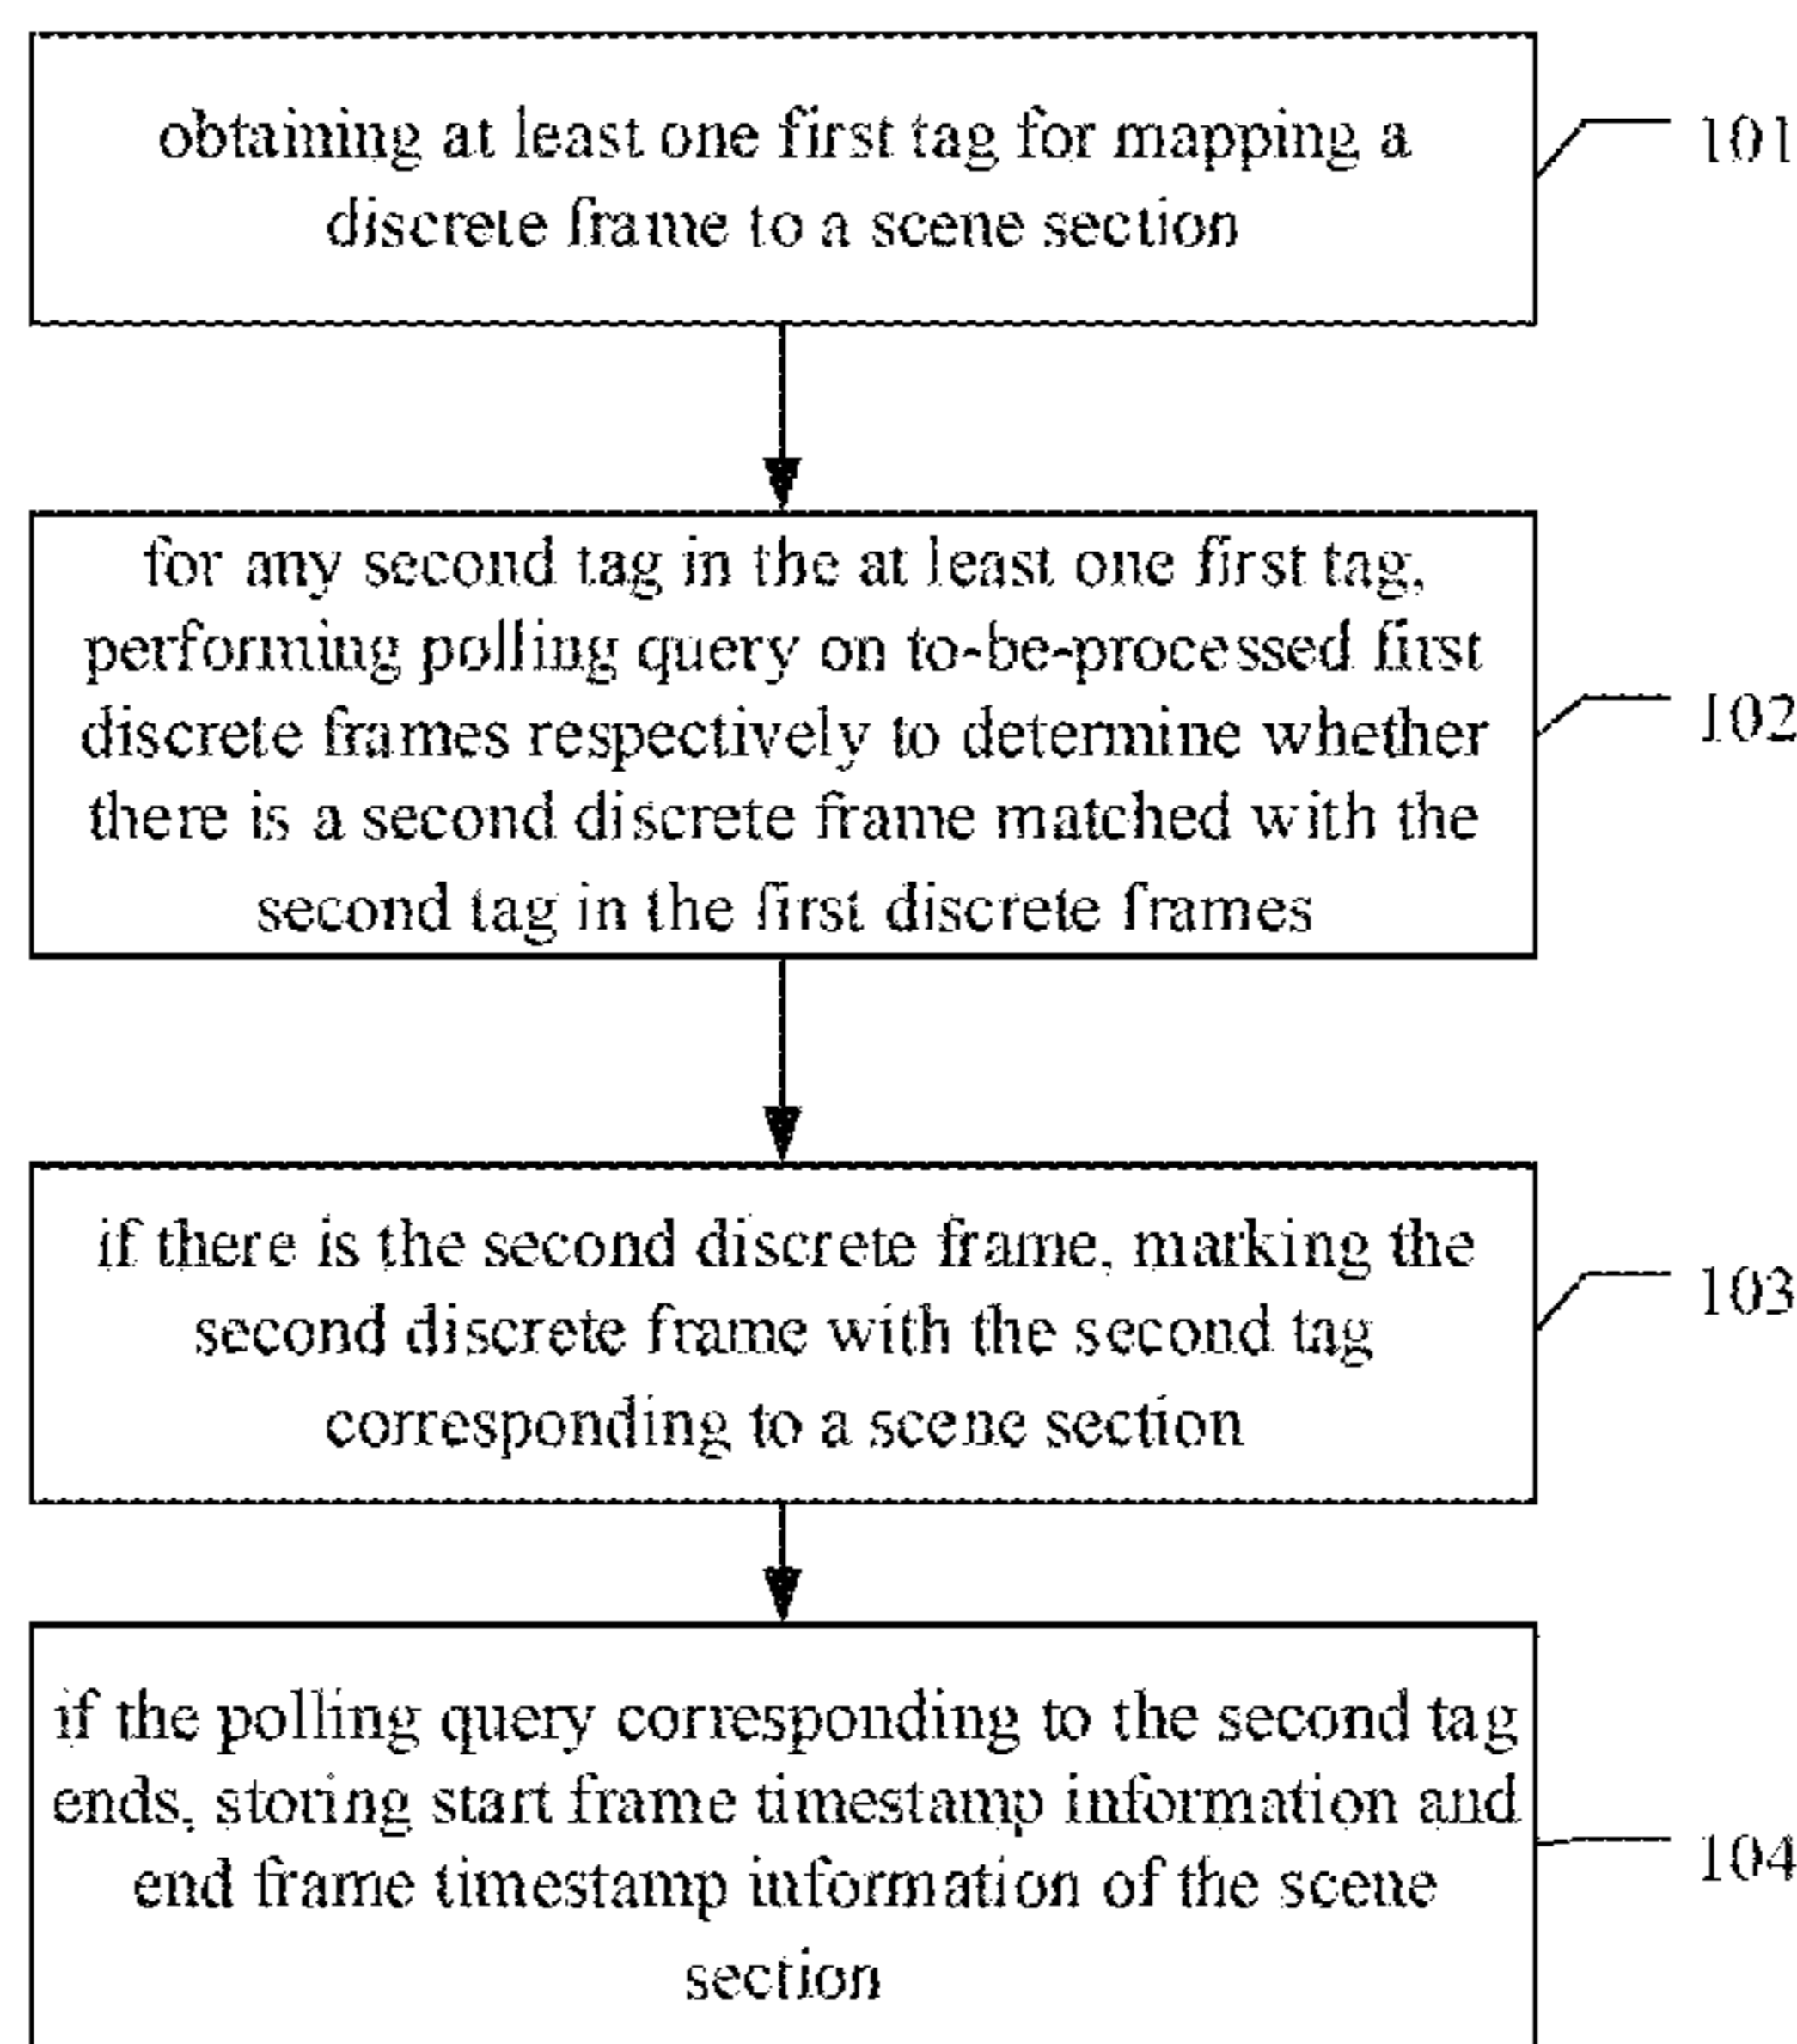 obtaining at least one first tag for mapping a
discrete frame to a scene section
101
for any second tag in the at least one first tag,
performing polling query on to-be-processed first
discrete frames respectively to determine whether
there is a second discrete frame matched with the
second tag in the first discrete frames
102
if there is the second discrete frame, marking the
second discrete frame with the second tag
corresponding to a scene section
103
if the polling query corresponding to the second tag
ends, storing start frame timestamp information and
end frame timestamp information of the scene
section
104